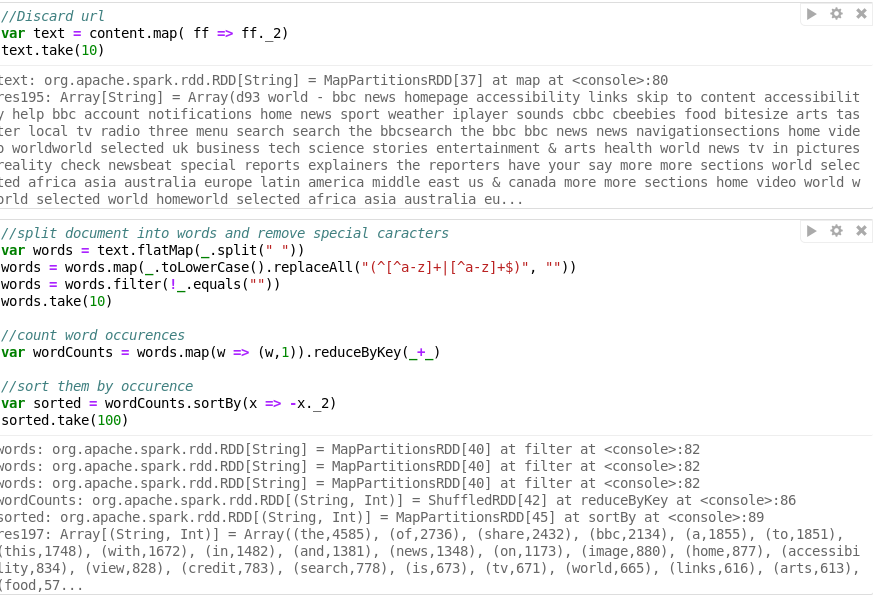 //Discard url
var text = content.map( ff => ff._2)
text.take(10)
text: org.apache.spark.rdd.RDD[String] = MapPartitionsRDD[37] at map at <console>:80
res195: Array[String] = Array(d93 world - bbc news homepage accessibility links skip to content accessibilit
y help bbc account notifications home news sport weather iplayer sounds cbbc cbeebies food bitesize arts tas
ter local tv radio three menu search search the bbcsearch the bbc bbc news news navigationsections home vide
o worldworld selected uk business tech science stories entertainment & arts health world news tv in pictures
reality check newsbeat special reports explainers the reporters have your say more more sections world selec
ted africa asia australia europe latin america middle east us & canada more more sections home video world w
orld selected world homeworld selected africa asia australia eu...
//split document into words and remove special caracters
var words = text.flatMap(_.split(" "))
words = words.map(_.toLowerCase().replaceAll("(^[^a-z]+|[^a-z]+$)", ""))
words = words.filter(!_.equals(""))
words.take(10)
//count word occurences
var wordCounts = words.map(w => (w,1)).reduceByKey(_+_)
//sort them by occurence
var sorted = wordCounts.sortBy(x => -x._2)
sorted.take(100)
words: org.apache.spark.rdd.RDD[String] = MapPartitionsRDD[40] at filter at <console>:82
words: org.apache.spark.rdd.RDD[String] = MapPartitionsRDD[40] at filter at <console>:82
words: org.apache.spark.rdd.RDD[String] = MapPartitionsRDD[40] at filter at <console>:82
wordCounts: org.apache.spark.rdd.RDD[(String, Int)] = ShuffledRDD[42] at reduceByKey at <console>:86
sorted: org.apache.spark.rdd.RDD[(String, Int)] = MapPartitionsRDD[45] at sortBy at <console>:89
res197: Array[(String, Int)] = Array((the,4585), (of,2736), (share,2432), (bbc,2134), (a,1855), (to,1851),
(this,1748), (with,1672), (in,1482), (and,1381), (news,1348), (on,1173), (image,880), (home,877), (accessibi
lity,834), (view,828), (credit,783), (search,778), (is,673), (tv,671), (world,665), (links,616), (arts,613),
(food,57...